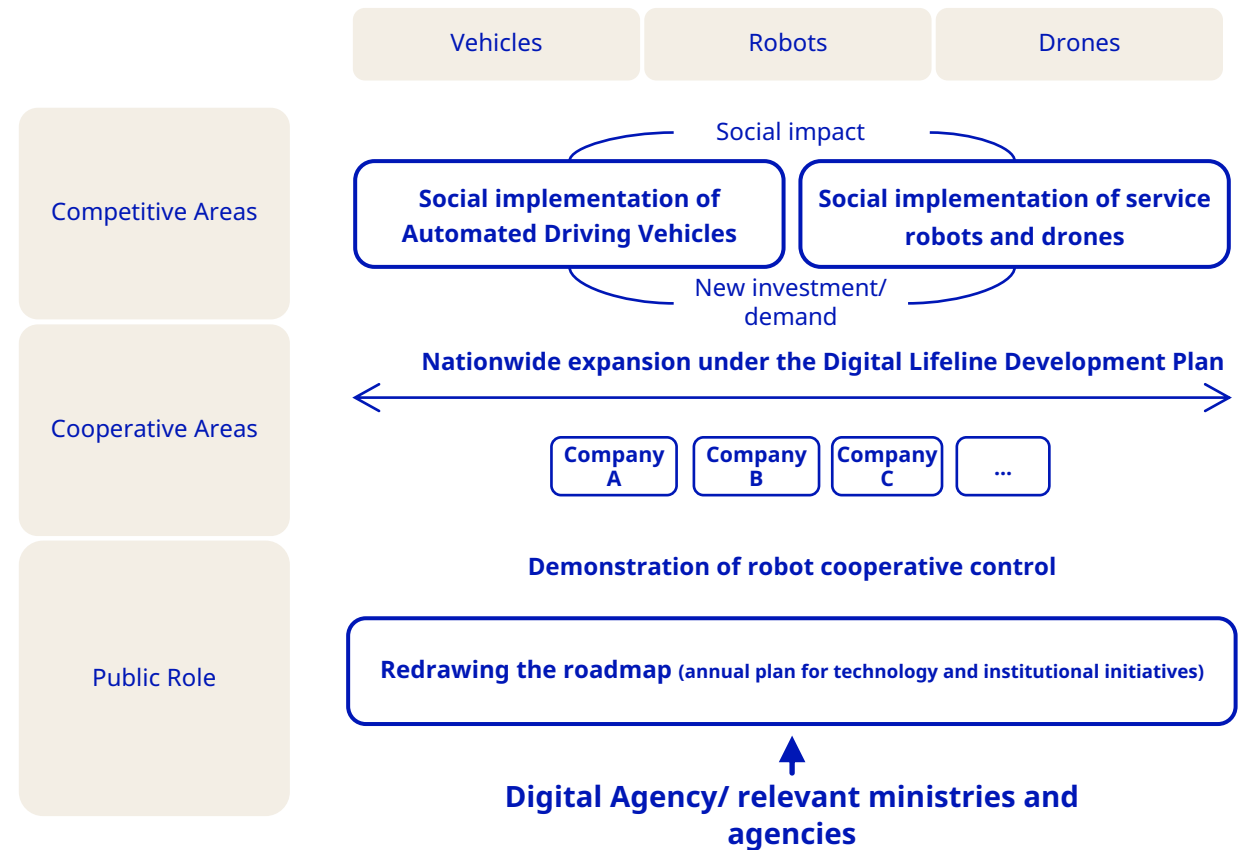 Vehicles
Robots
Drones
Competitive Areas
Social impact
Social implementation of
Automated Driving Vehicles
Social implementation of service
robots and drones
New investment/
demand
Cooperative Areas
Nationwide expansion under the Digital Lifeline Development Plan
Company
A
Company
B
Company
C
...
Public Role
Demonstration of robot cooperative control
Redrawing the roadmap (annual plan for technology and institutional initiatives)
Digital Agency/ relevant ministries and
agencies